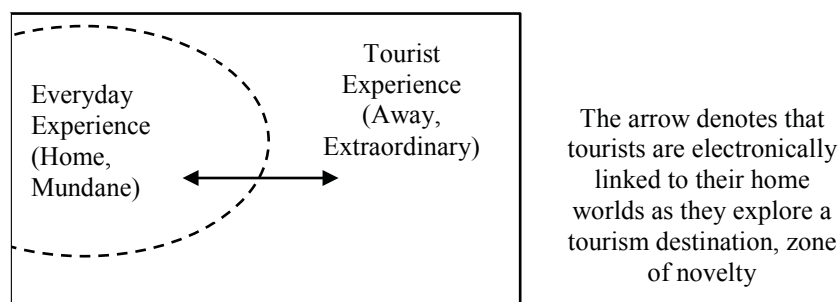 Everyday
Experience
(Home,
Mundane)
Tourist
Experience
(Away,
Extraordinary)
The arrow denotes that
tourists are electronically
linked to their home
worlds as they explore a
tourism destination, zone
of novelty